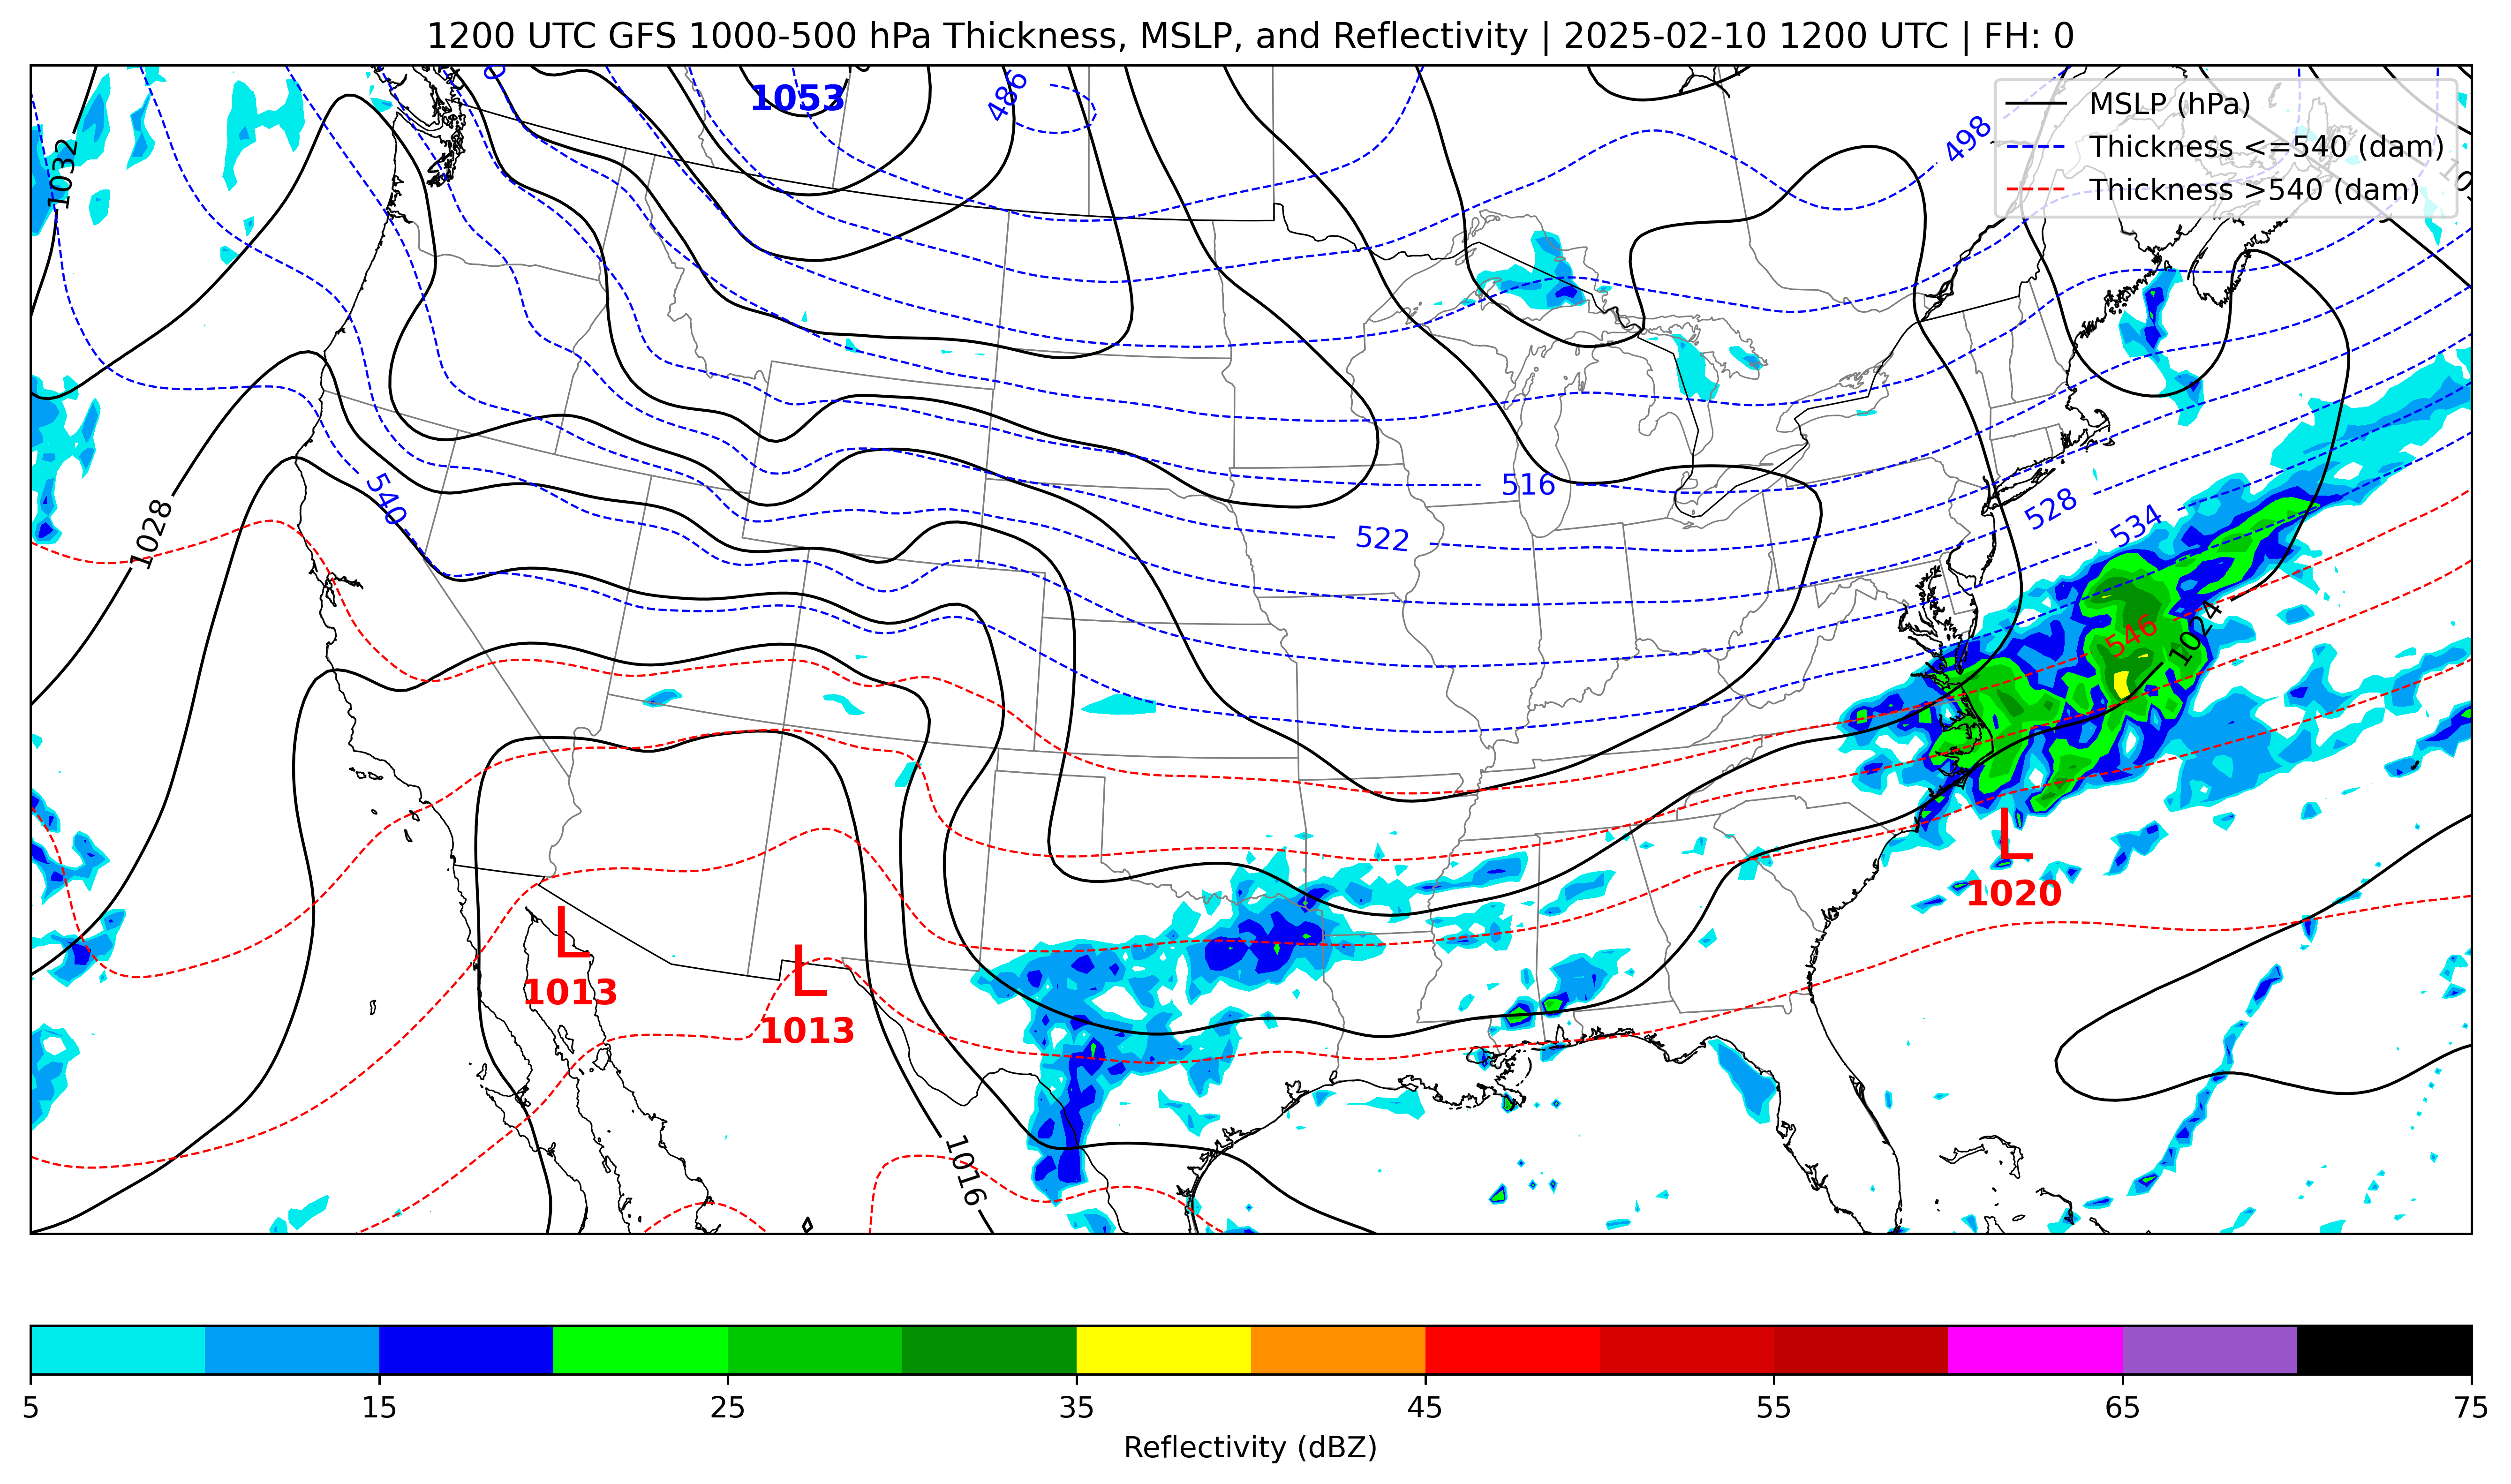 1200 UTC GFS 1000-500 hPa Thickness, MSLP, and Reflectivity | 2025-02-10 1200 UTC | FH: 0
MSLP (hPa)
Thickness <=540 (dam)
Thickness >540 (dam)
1053
486
498
1032
516
522
528
534
540
1028
546
1024
L
1020
L
1013
L
1013
1016
5 15 25 35 45 55 65 75
Reflectivity (dBZ)